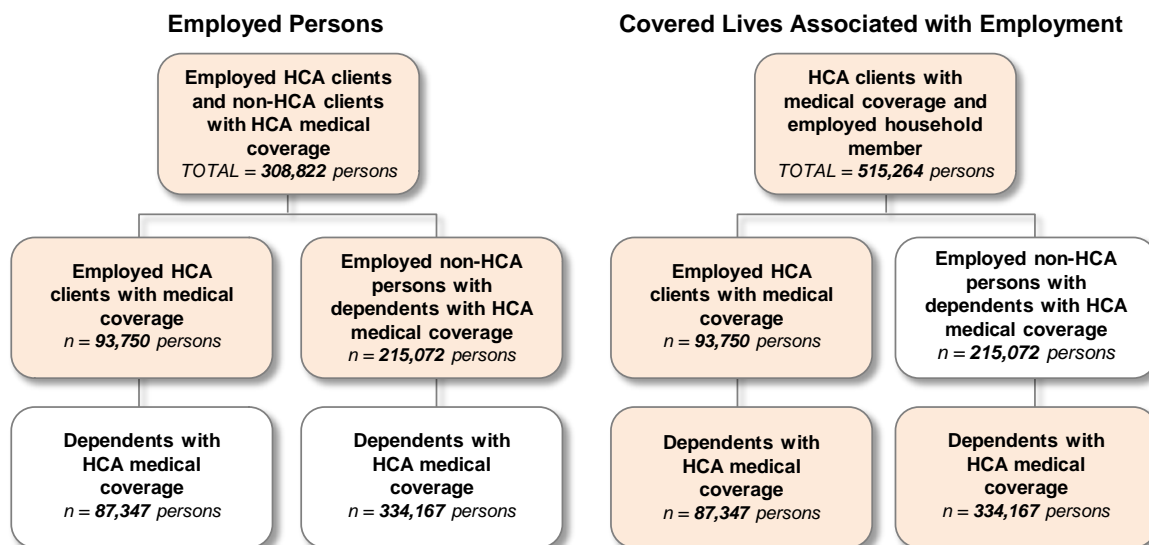 Employed Persons
Employed HCA clients
and non-HCA clients
with HCA medical
coverage
TOTAL = 308,822 persons
Employed HCA
clients with medical
coverage
n = 93,750 persons
Employed non-HCA
persons with
dependents with HCA
medical coverage
n = 215,072 persons
Dependents with
HCA medical
coverage
n = 87,347 persons
Dependents with
HCA medical
coverage
n = 334,167 persons
Covered Lives Associated with Employment
HCA clients with
medical coverage and
employed household
member
TOTAL = 515,264 persons
Employed HCA
clients with medical
coverage
n = 93,750 persons
Employed non-HCA
persons with
dependents with HCA
medical coverage
n = 215,072 persons
Dependents with
HCA medical
coverage
n = 87,347 persons
Dependents with
HCA medical
coverage
n = 334,167 persons